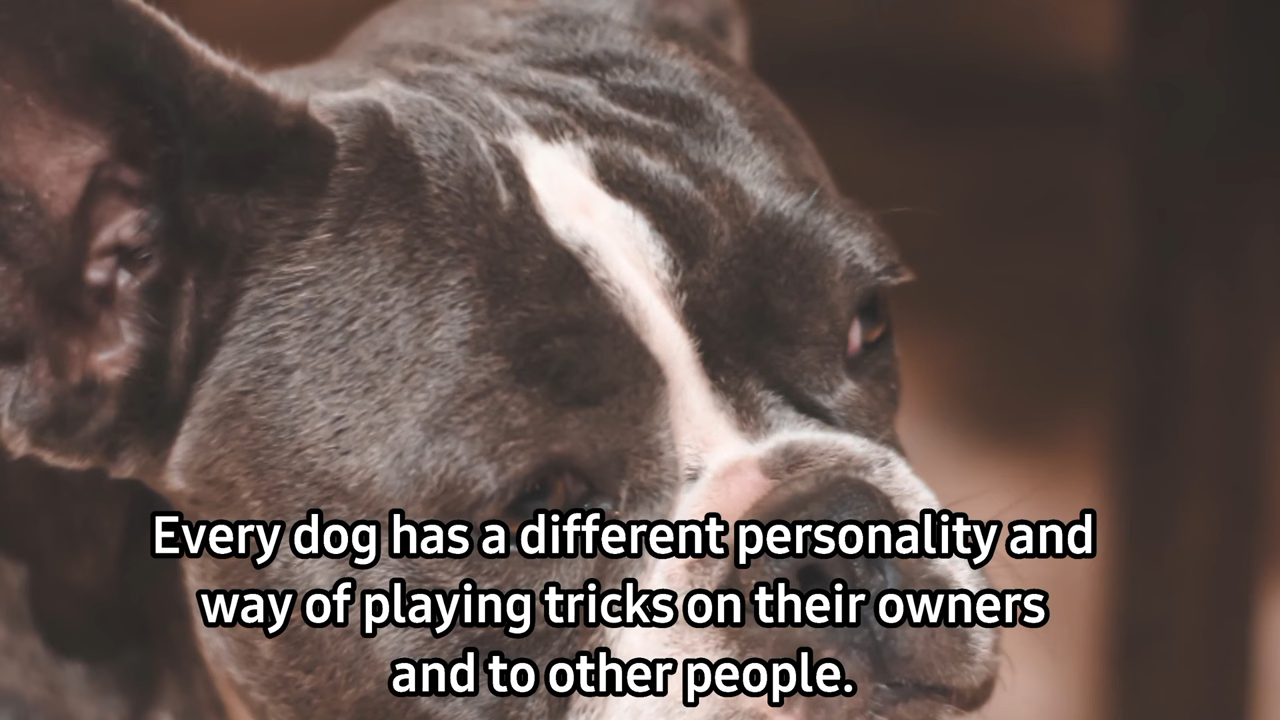 Every dog has a different personality and
way of playing tricks on their owners
and to other people.